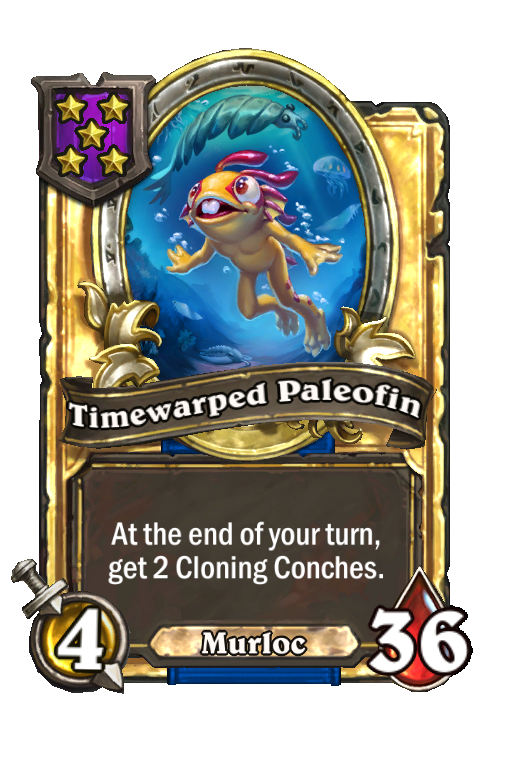 Timewarped Paleofin
At the end of your turn,
get 2 Cloning Conches.
4
Murloc
36